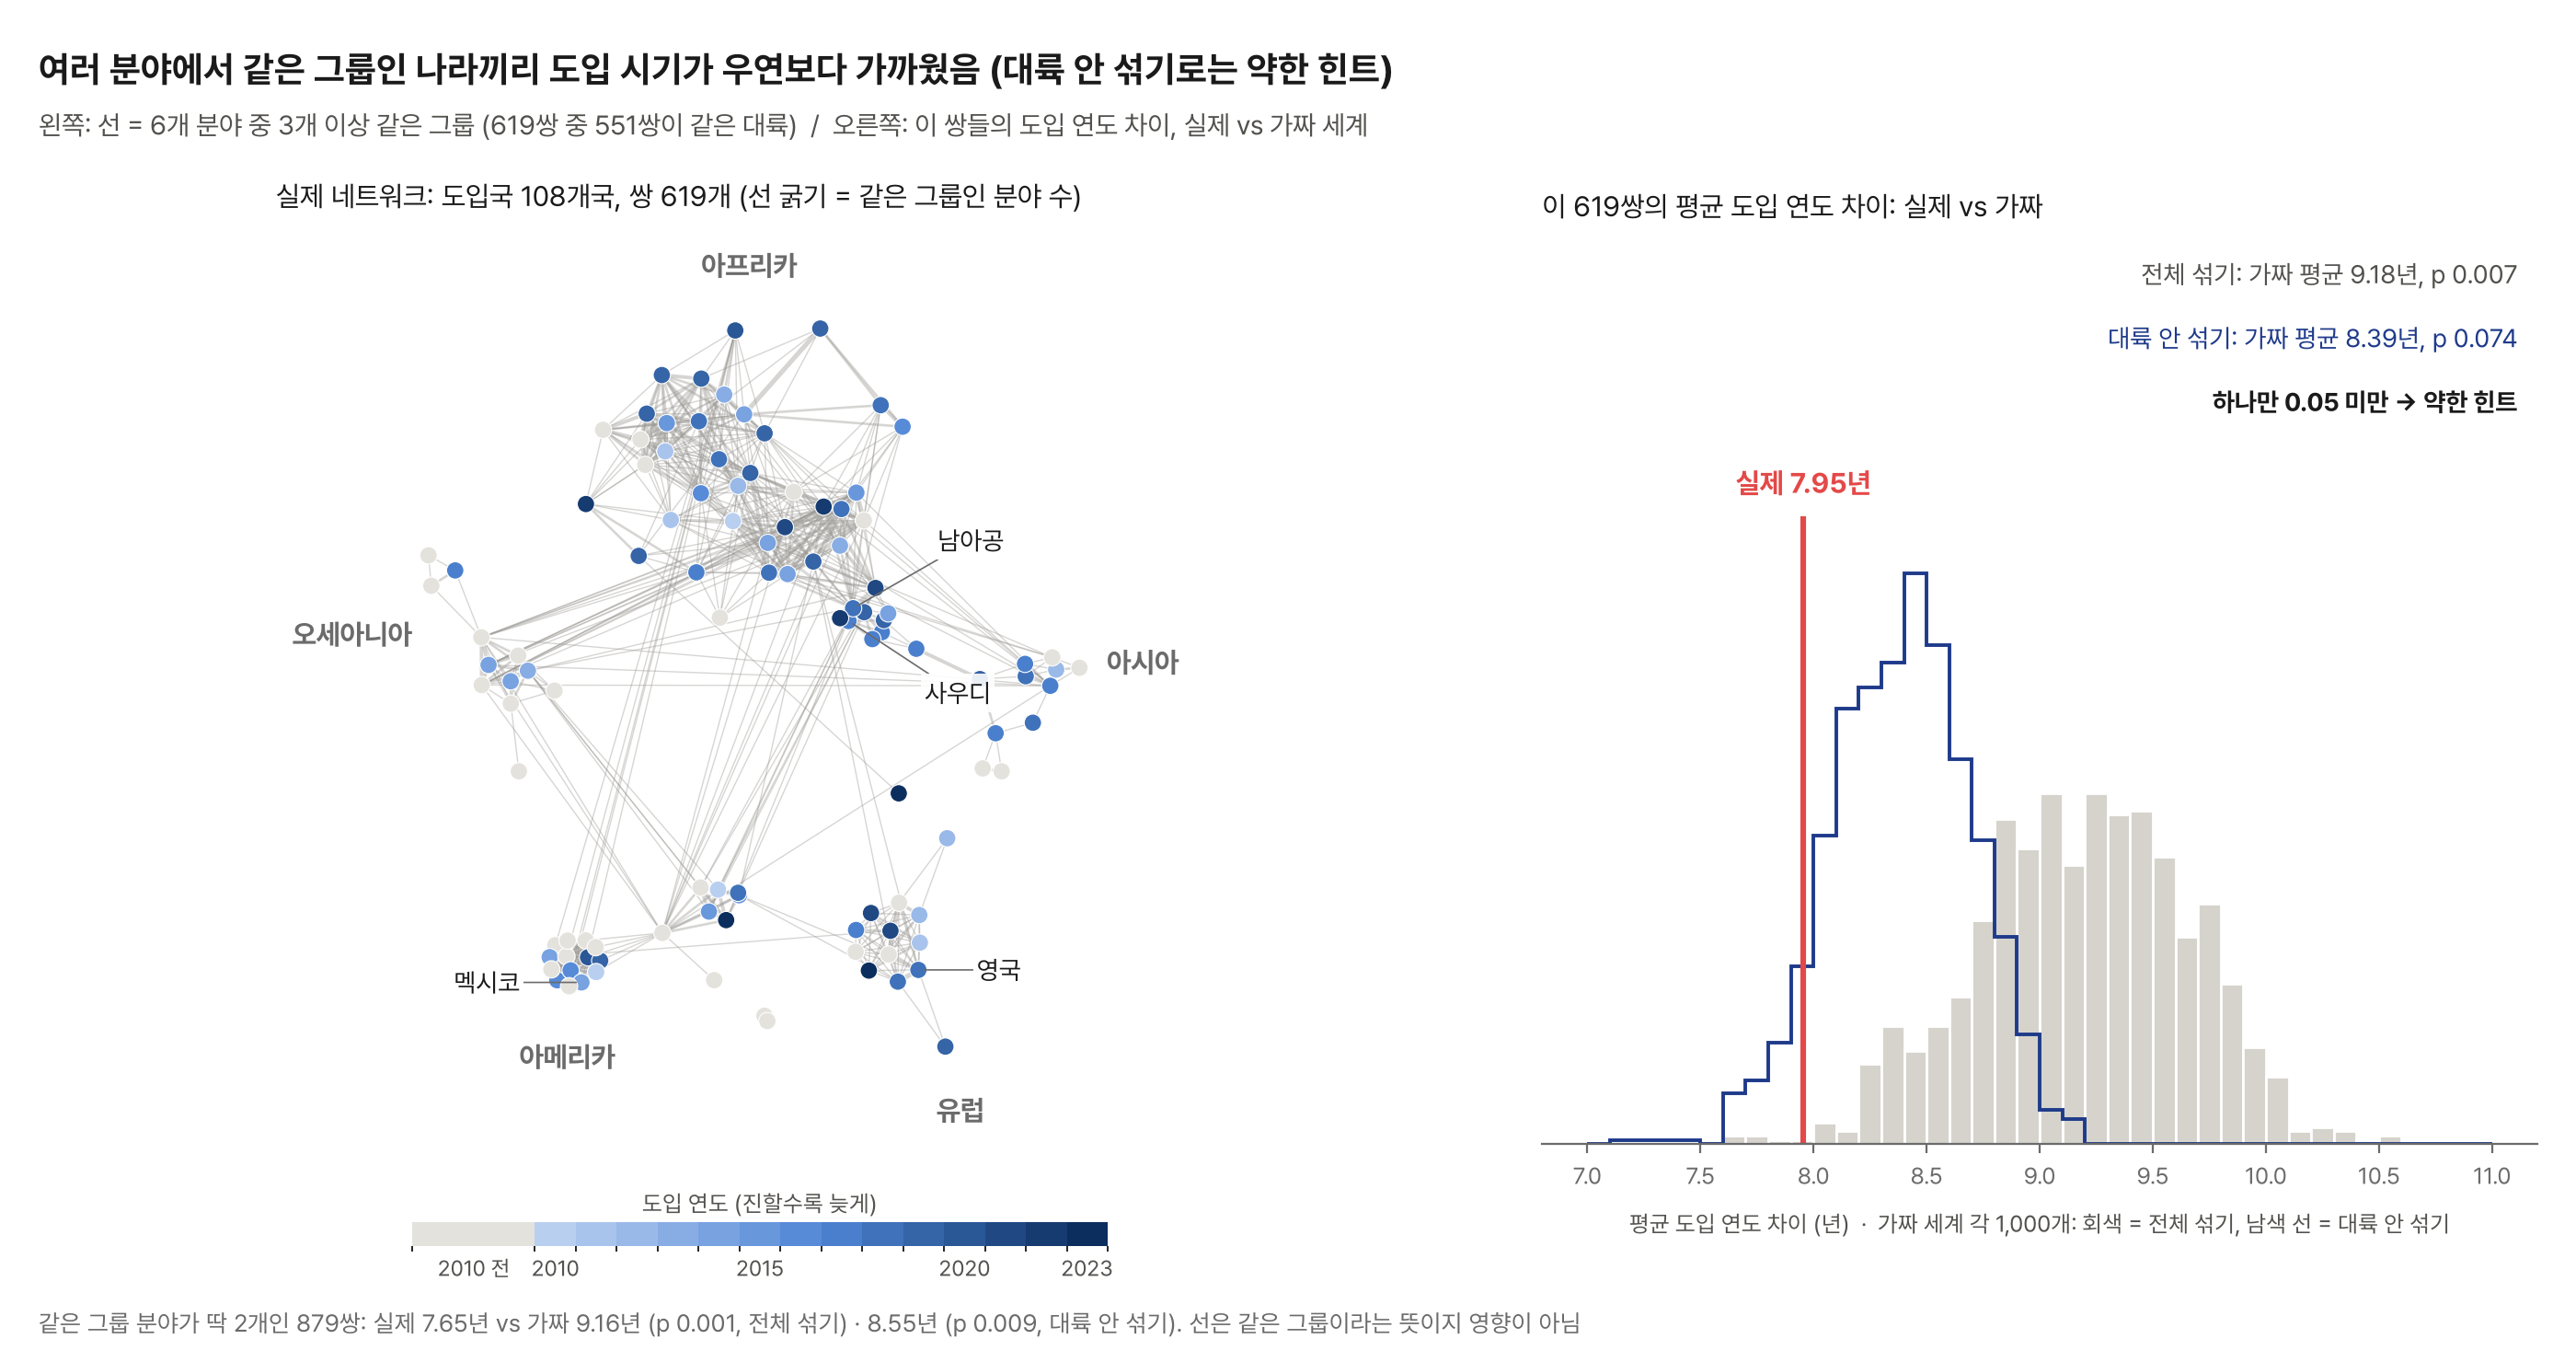 여러 분야에서 같은 그룹인 나라끼리 도입 시기가 우연보다 가까웠음 (대륙 안 섞기로는 약한 힌트)
왼쪽: 선 = 6개 분야 중 3개 이상 같은 그룹 (619쌍 중 551쌍이 같은 대륙) / 오른쪽: 이 쌍들의 도입 연도 차이, 실제 vs 가짜 세계
실제 네트워크: 도입국 108개국, 쌍 619개 (선 굵기 = 같은 그룹인 분야 수)
아프리카
남아공
오세아니아
아시아
사우디
멕시코
영국
아메리카
유럽
도입 연도 (진할수록 늦게)
2010 전 2010 2015 2020 2023
이 619쌍의 평균 도입 연도 차이: 실제 vs 가짜
전체 섞기: 가짜 평균 9.18년, p 0.007
대륙 안 섞기: 가짜 평균 8.39년, p 0.074
하나만 0.05 미만 → 약한 힌트
실제 7.95년
7.0 7.5 8.0 8.5 9.0 9.5 10.0 10.5 11.0
평균 도입 연도 차이 (년) · 가짜 세계 각 1,000개: 회색 = 전체 섞기, 남색 선 = 대륙 안 섞기
같은 그룹 분야가 딱 2개인 879쌍: 실제 7.65년 vs 가짜 9.16년 (p 0.001, 전체 섞기) · 8.55년 (p 0.009, 대륙 안 섞기). 선은 같은 그룹이라는 뜻이지 영향이 아님